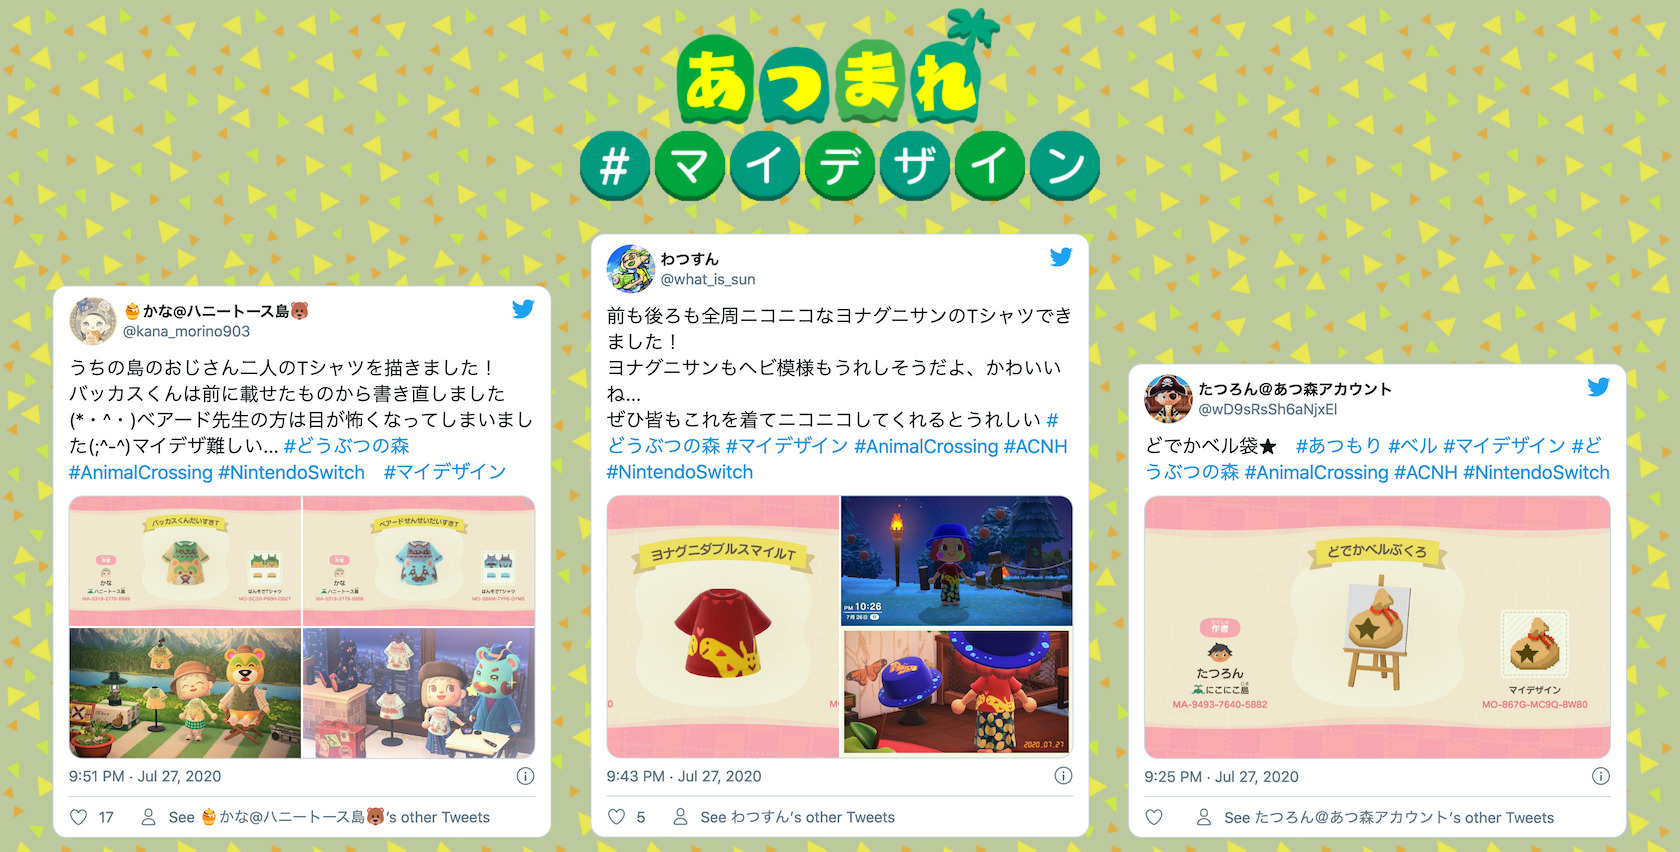 あつまれ
#マイデザイン
🍯かな@ハニートース島🐻
@kana_morino903
うちの島のおじさん二人のTシャツを描きました！
バッカスくんは前に載せたものから書き直しました
(*・^・)ベアード先生の方は目が怖くなってしまいまし
た(;^-^)マイデザ難しい... #どうぶつの森
#AnimalCrossing #NintendoSwitch　#マイデザイン
バッカスくんだいすきT
作者
かな
ハニートース島
はんそでTシャツ
ベアードせんせいだいすきT
作者
かな
ハニートース島
はんそでTシャツ
9:51 PM · Jul 27, 2020
17
See 🍯かな@ハニートース島🐻's other Tweets
わつすん
@what_is_sun
前も後ろも全周ニコニコなヨナグニサンのTシャツでき
ました！
ヨナグニサンもヘビ模様もうれしそうだよ、かわいい
ね...
ぜひ皆もこれを着てニコニコしてくれるとうれしい #
どうぶつの森 #マイデザイン #AnimalCrossing #ACNH
#NintendoSwitch
ヨナグニダブルスマイルT
PM 10:26
7月26日 日
2020.07.27
9:43 PM · Jul 27, 2020
5
See わつすん's other Tweets
たつろん@あつ森アカウント
@wD9sRsSh6aNjxEl
どでかベル袋★　#あつもり #ベル #マイデザイン #ど
うぶつの森 #AnimalCrossing #ACNH #NintendoSwitch
どでかベルぶくろ
さくしゃ
作者
たつろん
にこにこ島
MA-9493-7640-5882
マイデザイン
MO-867G-MC9Q-8W80
9:25 PM · Jul 27, 2020
See たつろん@あつ森アカウント's other Tweets